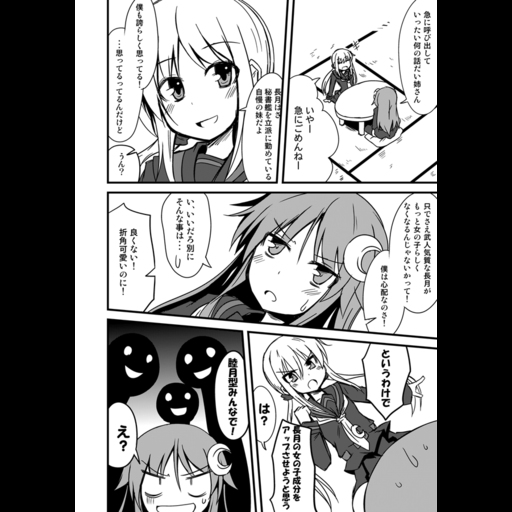 急に呼び出して
いったい何の話だい姉さん
いやー
急にごめんねー
長月はさ
秘書艦を立派に勤めている
自慢の妹だよ
僕も誇らしく思ってる！
…思ってるってるんだけど
うん？
只でさえ武人気質な長月が
もっと女の子らしく
なくなるんじゃないかって！
僕は心配なのさ！
い、いいだろ別に
そんな事は…っ
良くない！
折角可愛いのに！
というわけで
長月の女の子成分を
アップさせようと思う
は？
睦月型みんなで！
え？